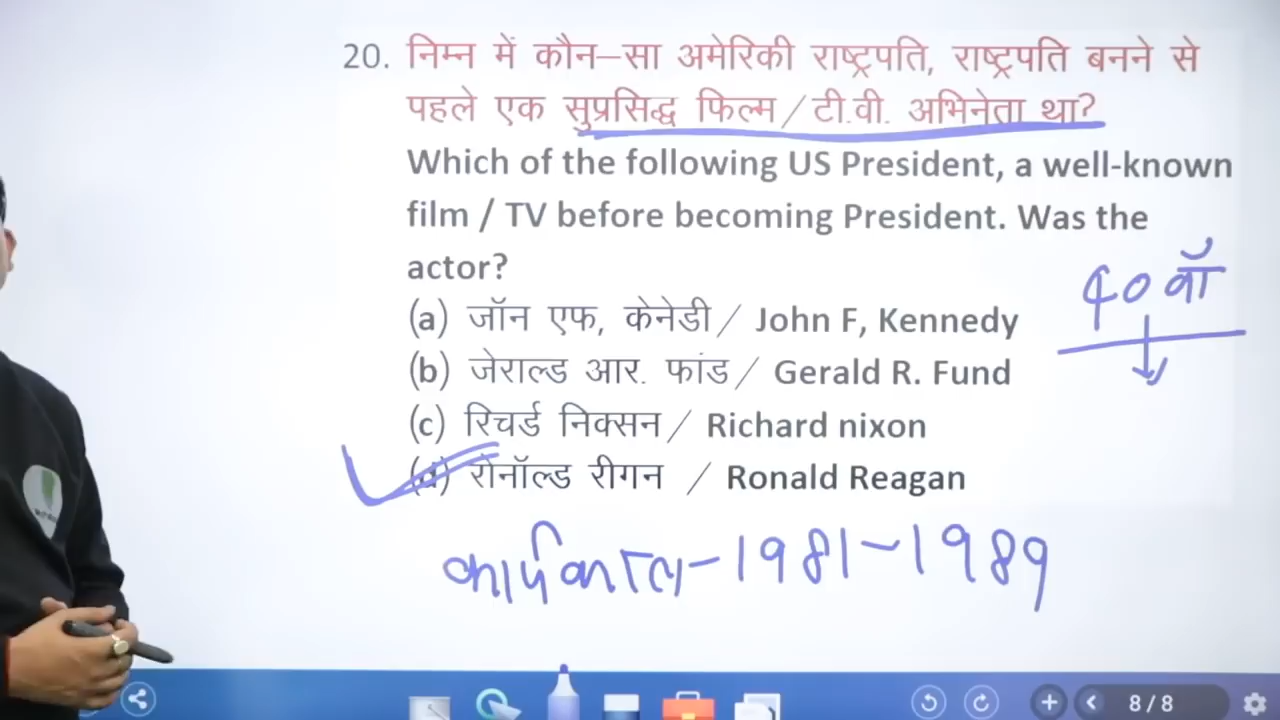 20. निम्न में कौन–सा अमेरिकी राष्ट्रपति, राष्ट्रपति बनने से
पहले एक सुप्रसिद्ध फिल्म/टी.वी. अभिनेता था?
Which of the following US President, a well-known
film / TV before becoming President. Was the
actor?
(a) जॉन एफ, केनेडी / John F, Kennedy
(b) जेराल्ड आर. फांड / Gerald R. Fund
(c) रिचर्ड निक्सन / Richard nixon
(d) रोनॉल्ड रीगन / Ronald Reagan
40 वाँ
कार्यकाल - 1981 - 1989
8 / 8